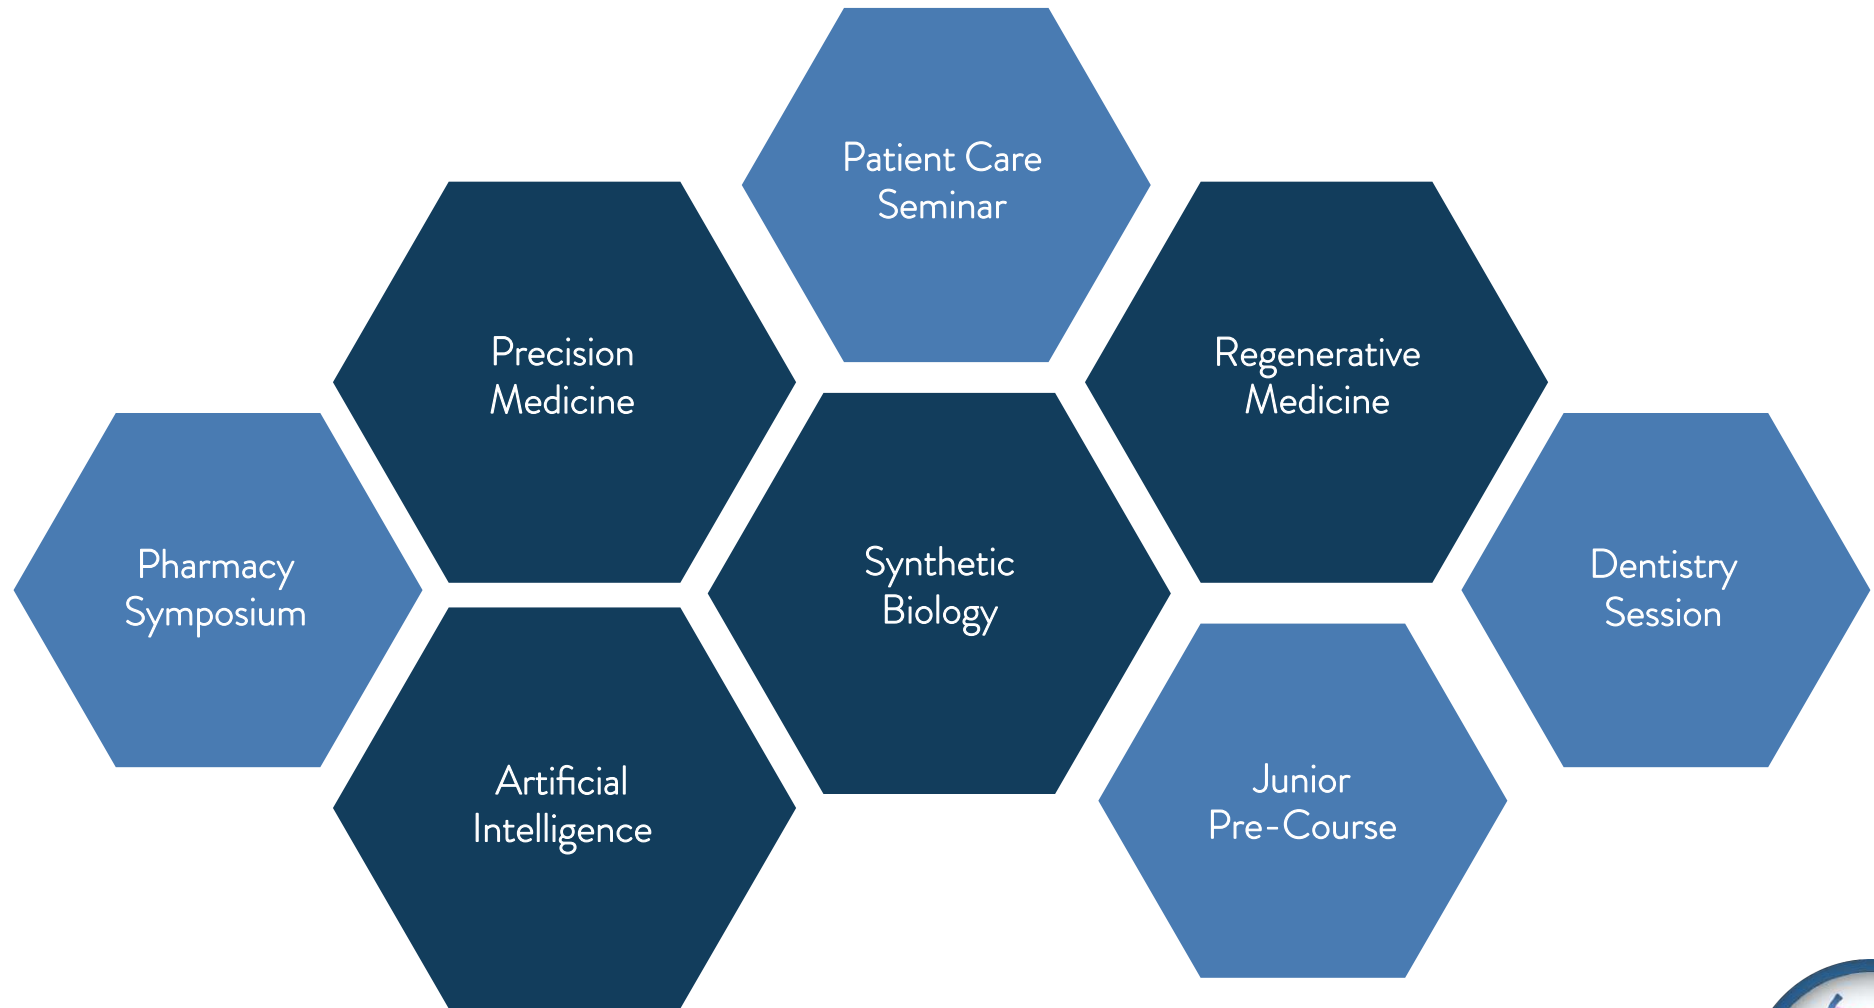 Patient Care
Seminar
Precision
Medicine
Regenerative
Medicine
Pharmacy
Symposium
Synthetic
Biology
Dentistry
Session
Artificial
Intelligence
Junior
Pre-Course